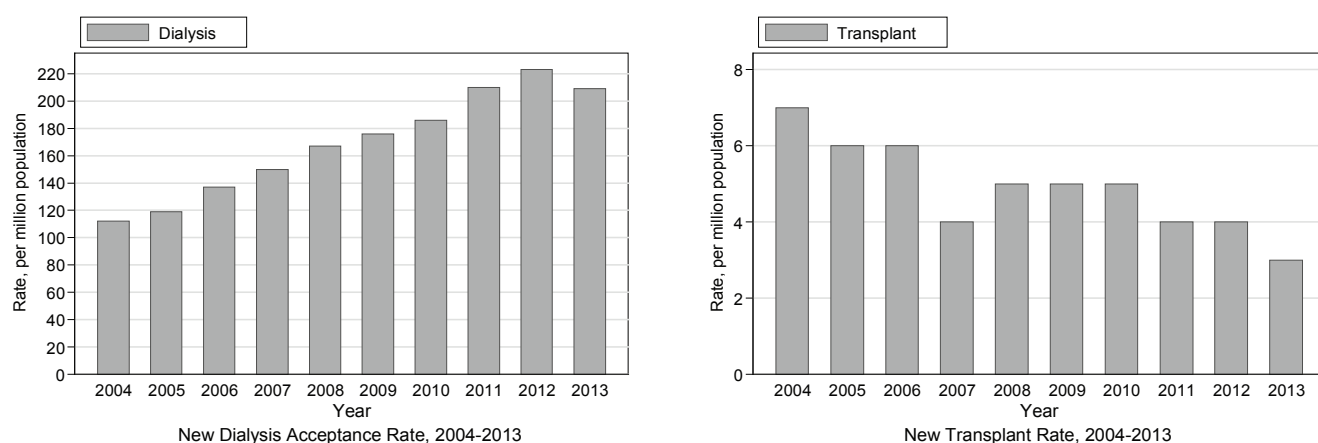 Dialysis
220
200
180
160
140
120
100
80
60
40
20
0
Rate, per million population
2004 2005 2006 2007 2008 2009 2010 2011 2012 2013
Year
New Dialysis Acceptance Rate, 2004-2013
Transplant
8
6
4
2
0
Rate, per million population
2004 2005 2006 2007 2008 2009 2010 2011 2012 2013
Year
New Transplant Rate, 2004-2013